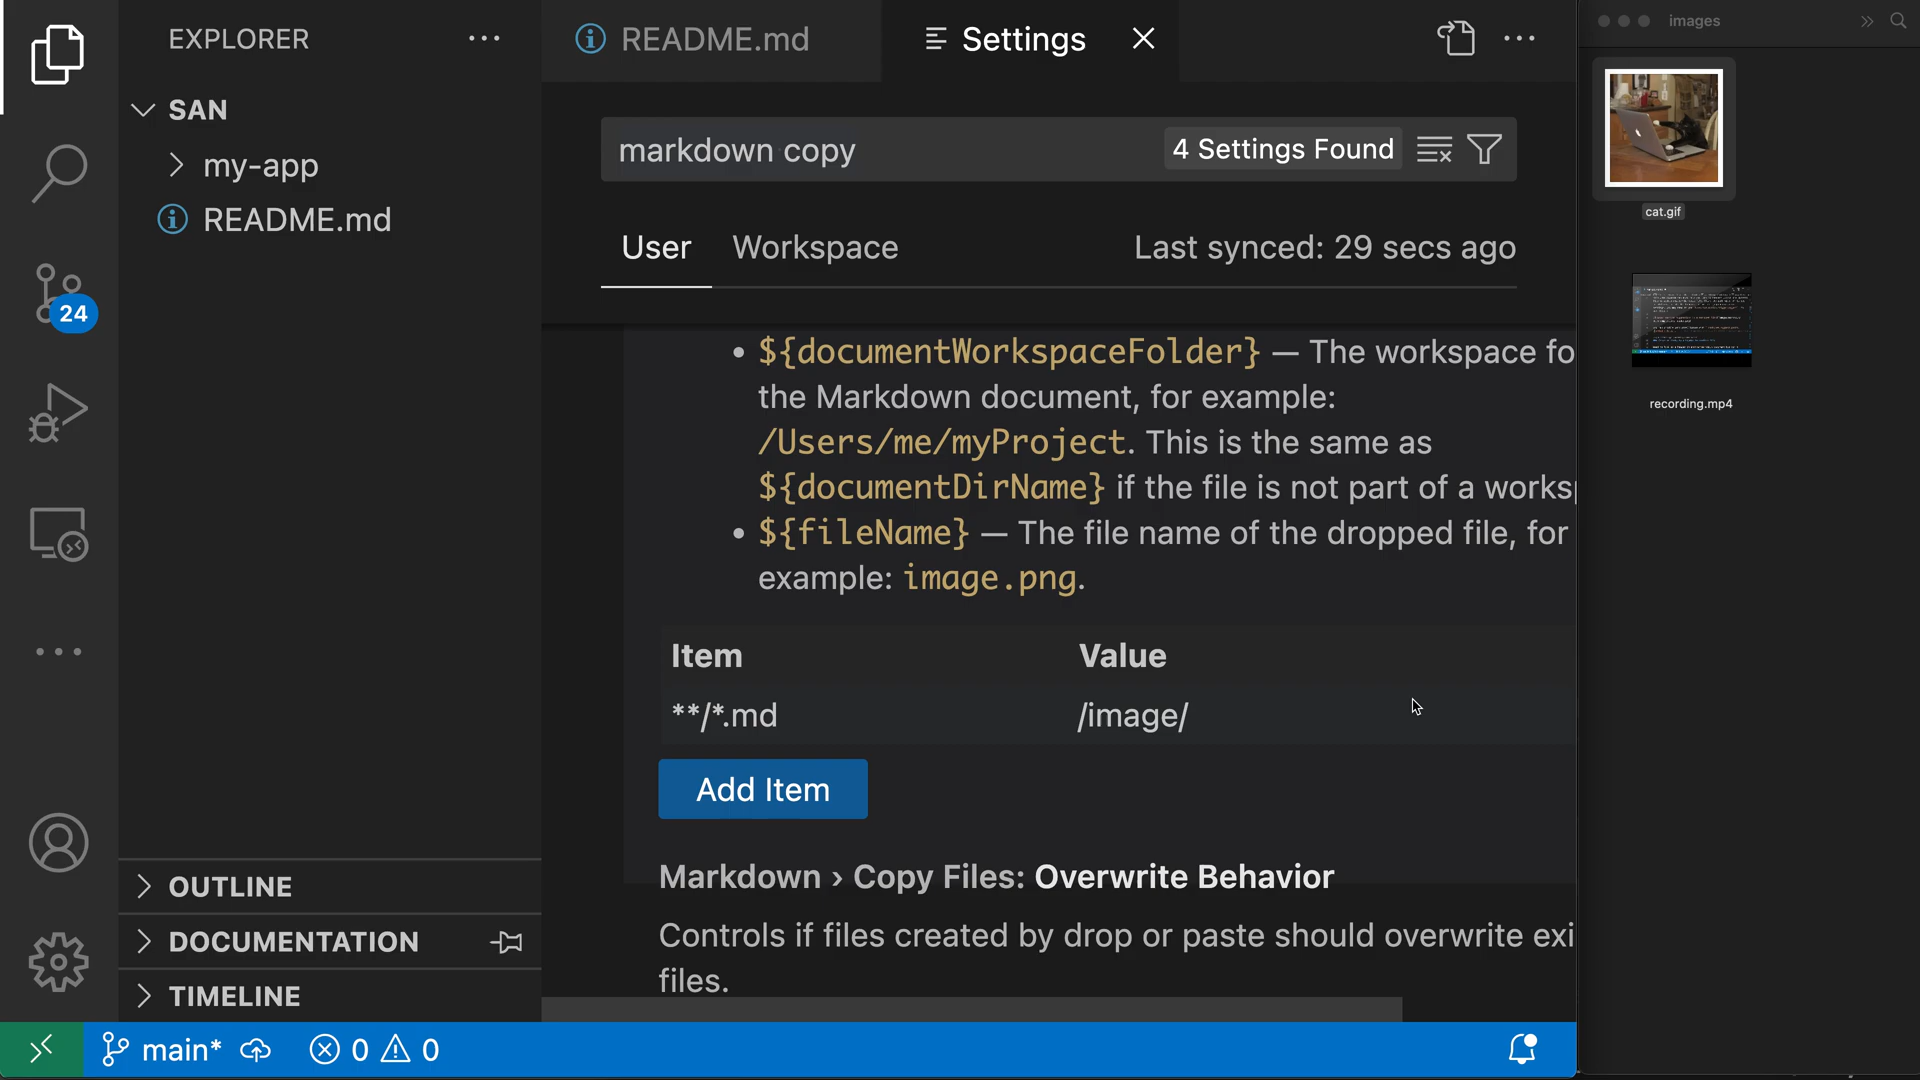 EXPLORER
SAN
my-app
README.md
24
OUTLINE
DOCUMENTATION
TIMELINE
README.md
Settings
markdown copy
4 Settings Found
User
Workspace
Last synced: 29 secs ago
• ${documentWorkspaceFolder} — The workspace fo
the Markdown document, for example:
/Users/me/myProject. This is the same as
${documentDirName} if the file is not part of a works
• ${fileName} — The file name of the dropped file, for
example: image.png.
Item Value
**/*.md /image/
Add Item
Markdown › Copy Files: Overwrite Behavior
Controls if files created by drop or paste should overwrite exi
files.
main*
0
0
images
cat.gif
recording.mp4